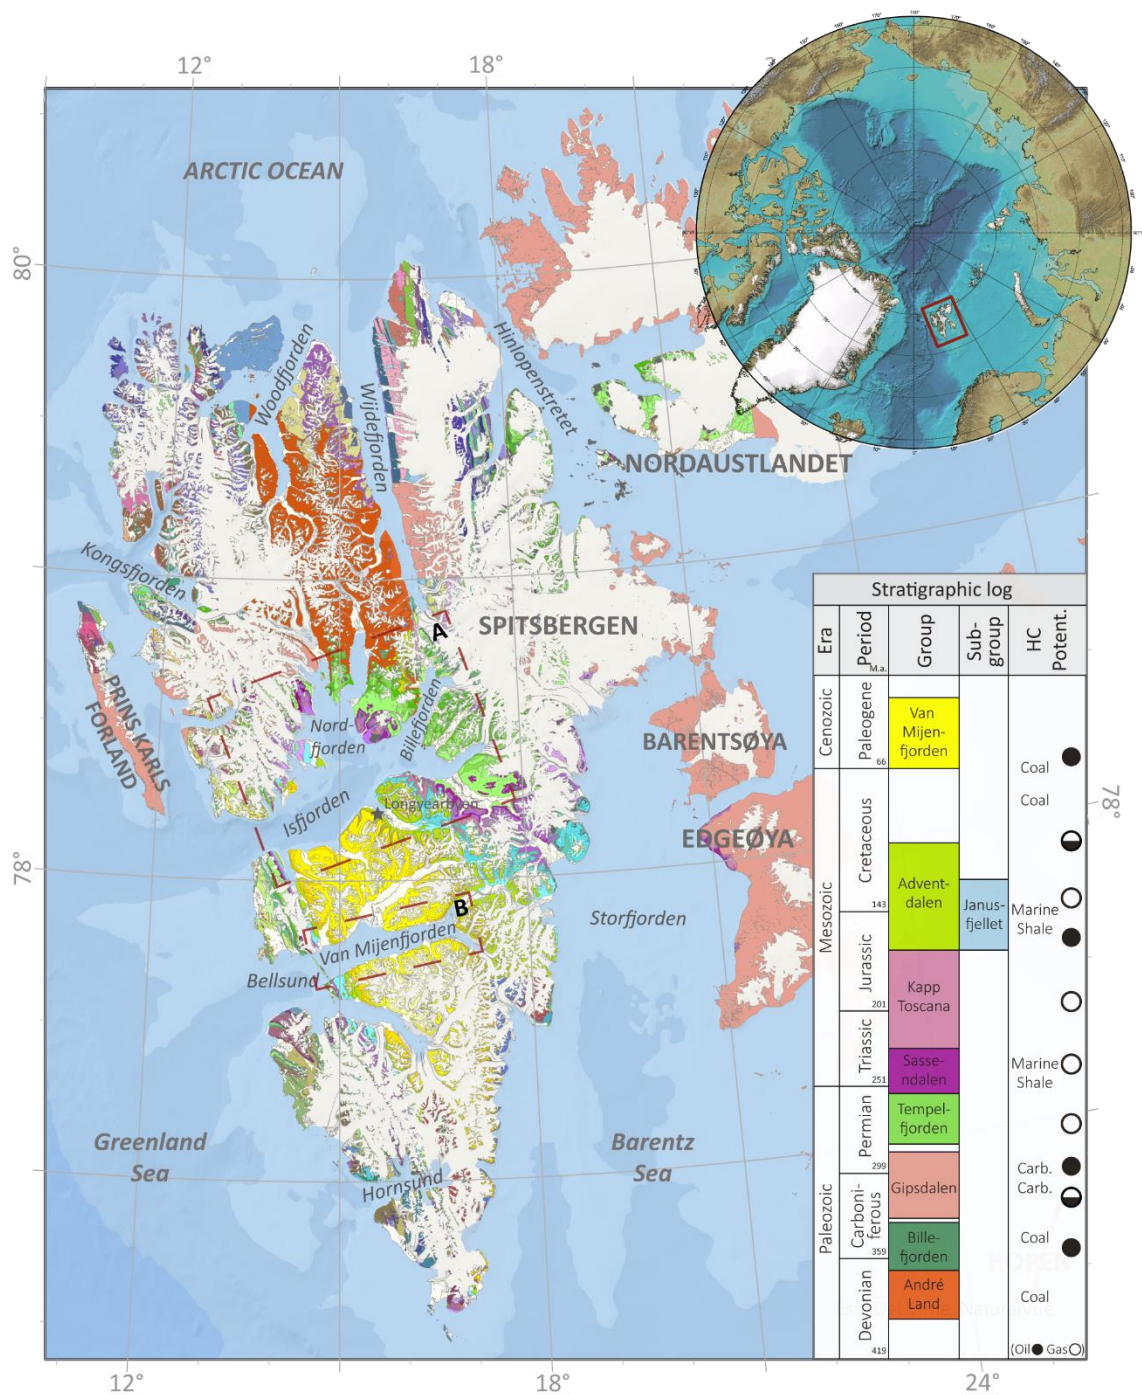 12°
18°
ARCTIC OCEAN
80°
Woodfjorden
Wijdefjorden
Hinlopenstretet
NORDAUSTLANDET
Kongsfjorden
A
SPITSBERGEN
PRINS KARLS
FORLAND
Nord-
fjorden
Billefjorden
BARENTSØYA
Isfjorden
Longyearbyen
EDGEØYA
78°
78°
B
Storfjorden
Van Mijenfjorden
Bellsund
Greenland
Sea
Barentz
Sea
Hornsund
12°
18°
24°
Stratigraphic log
Era
Period
M.a.
Group
Sub-
group
HC
Potent.
Cenozoic
Paleogene
66
Van
Mijen-
fjorden
Coal
Coal
Mesozoic
Cretaceous
143
Advent-
dalen
Janus-
fjellet
Marine
Shale
Jurassic
201
Kapp
Toscana
Triassic
251
Sasse-
ndalen
Marine
Shale
Paleozoic
Permian
299
Tempel-
fjorden
Carboni-
ferous
359
Gipsdalen
Carb.
Carb.
Bille-
fjorden
Coal
HOPEN
Devonian
419
André
Land
Coal
(Oil Gas)